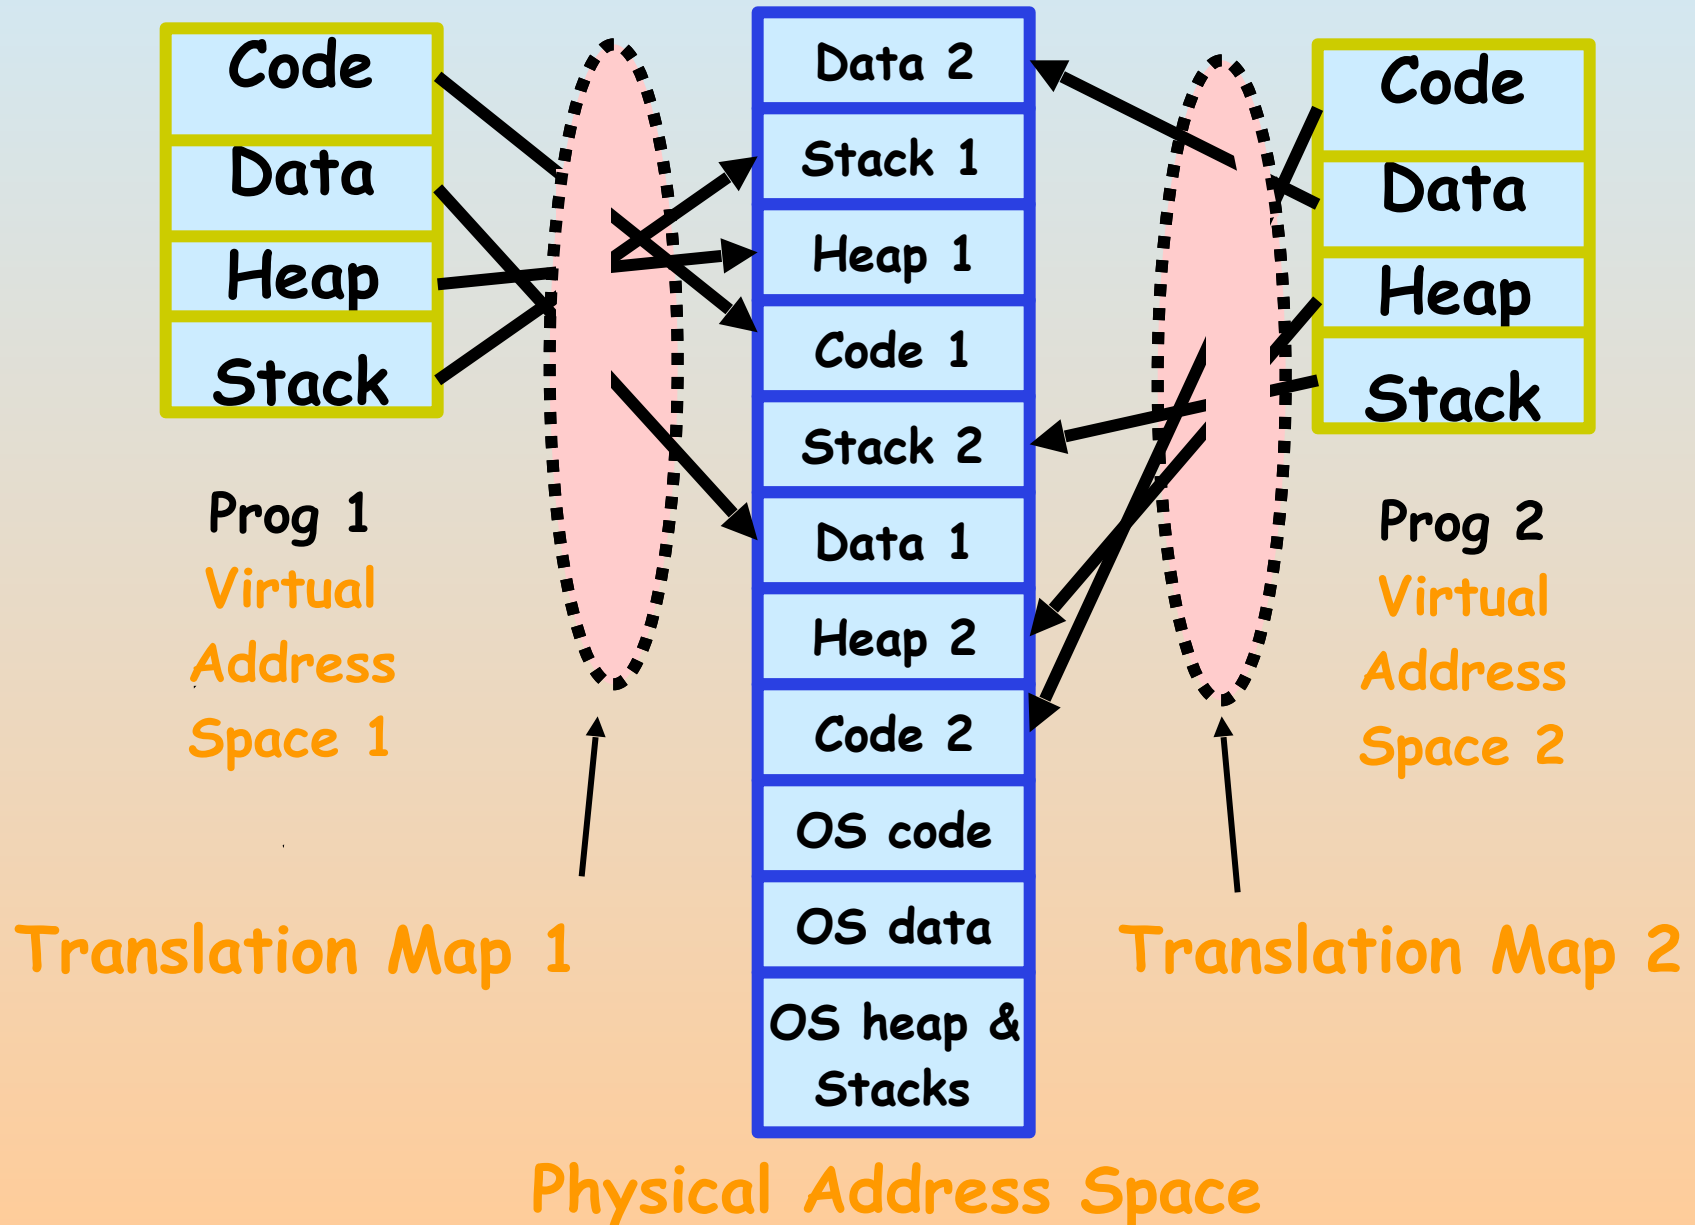 Code
Data
Heap
Stack
Prog 1
Virtual
Address
Space 1
Translation Map 1
Data 2
Stack 1
Heap 1
Code 1
Stack 2
Data 1
Heap 2
Code 2
OS code
OS data
OS heap &
Stacks
Physical Address Space
Code
Data
Heap
Stack
Prog 2
Virtual
Address
Space 2
Translation Map 2